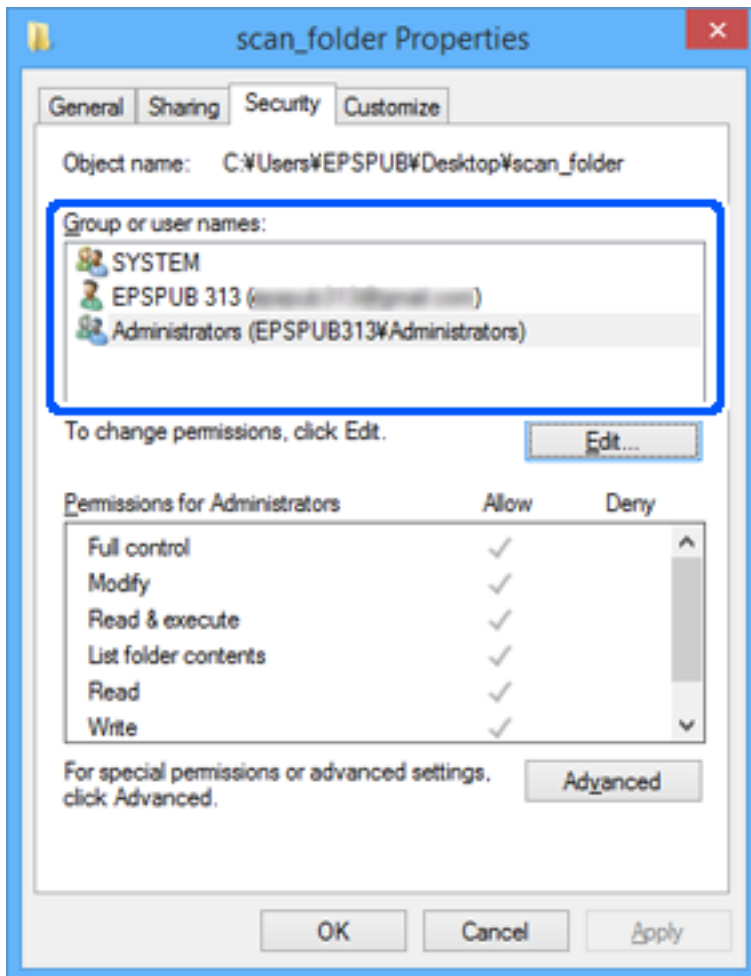 scan_folder Properties
General Sharing Security Customize
Object name: C:¥Users¥EPSPUB¥Desktop¥scan_folder
Group or user names:
SYSTEM
EPSPUB 313 ( )
Administrators (EPSPUB313¥Administrators)
To change permissions, click Edit.
Edit...
Permissions for Administrators Allow Deny
Full control
Modify
Read & execute
List folder contents
Read
Write
For special permissions or advanced settings,
click Advanced.
Advanced
OK Cancel Apply